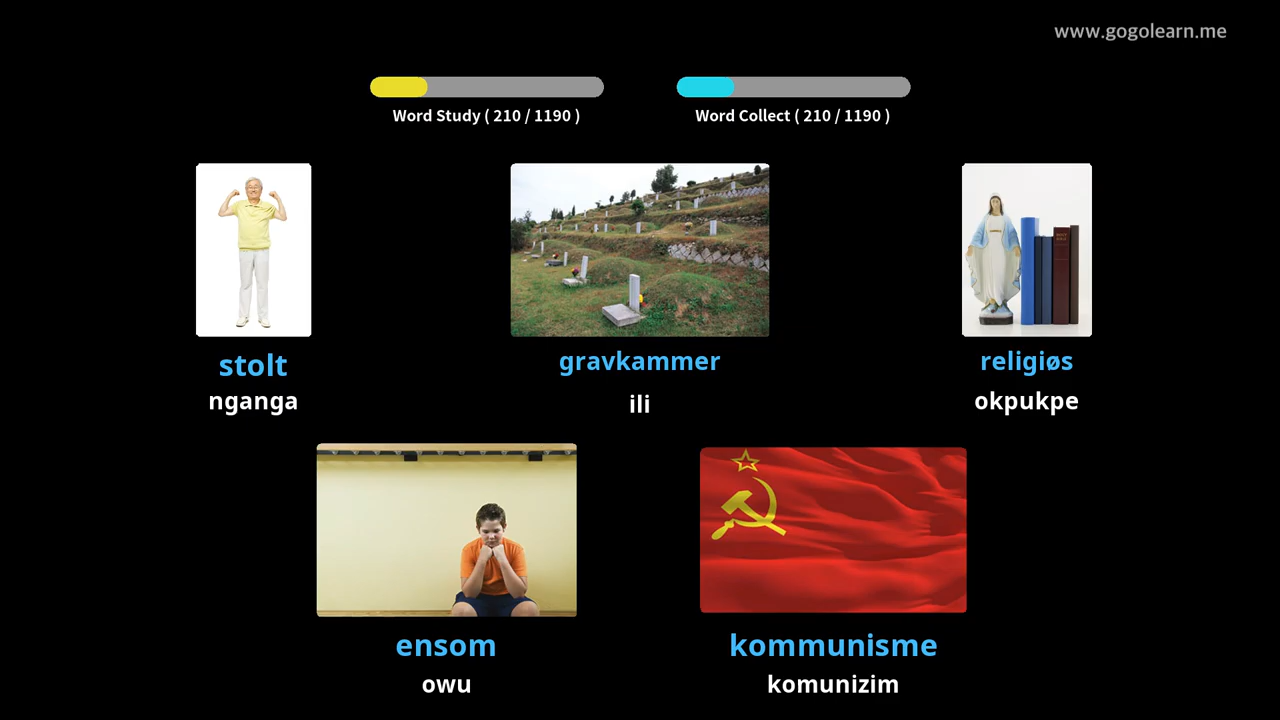 www.gogolearn.me
Word Study ( 210 / 1190 )
Word Collect ( 210 / 1190 )
stolt
nganga
gravkammer
ili
religiøs
okpukpe
ensom
owu
kommunisme
komunizim